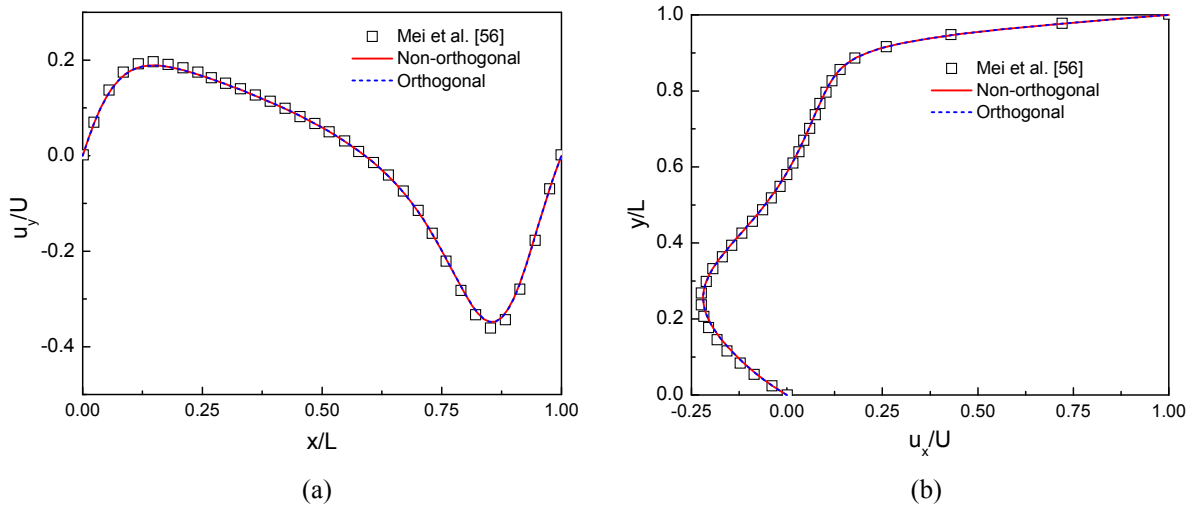 0.2
0.0
-0.2
-0.4
u_y/U
0.00
0.25
0.50
0.75
1.00
x/L
Mei et al. [56]
Non-orthogonal
Orthogonal
(a)
1.0
0.8
0.6
0.4
0.2
0.0
y/L
-0.25
0.00
0.25
0.50
0.75
1.00
u_x/U
Mei et al. [56]
Non-orthogonal
Orthogonal
(b)